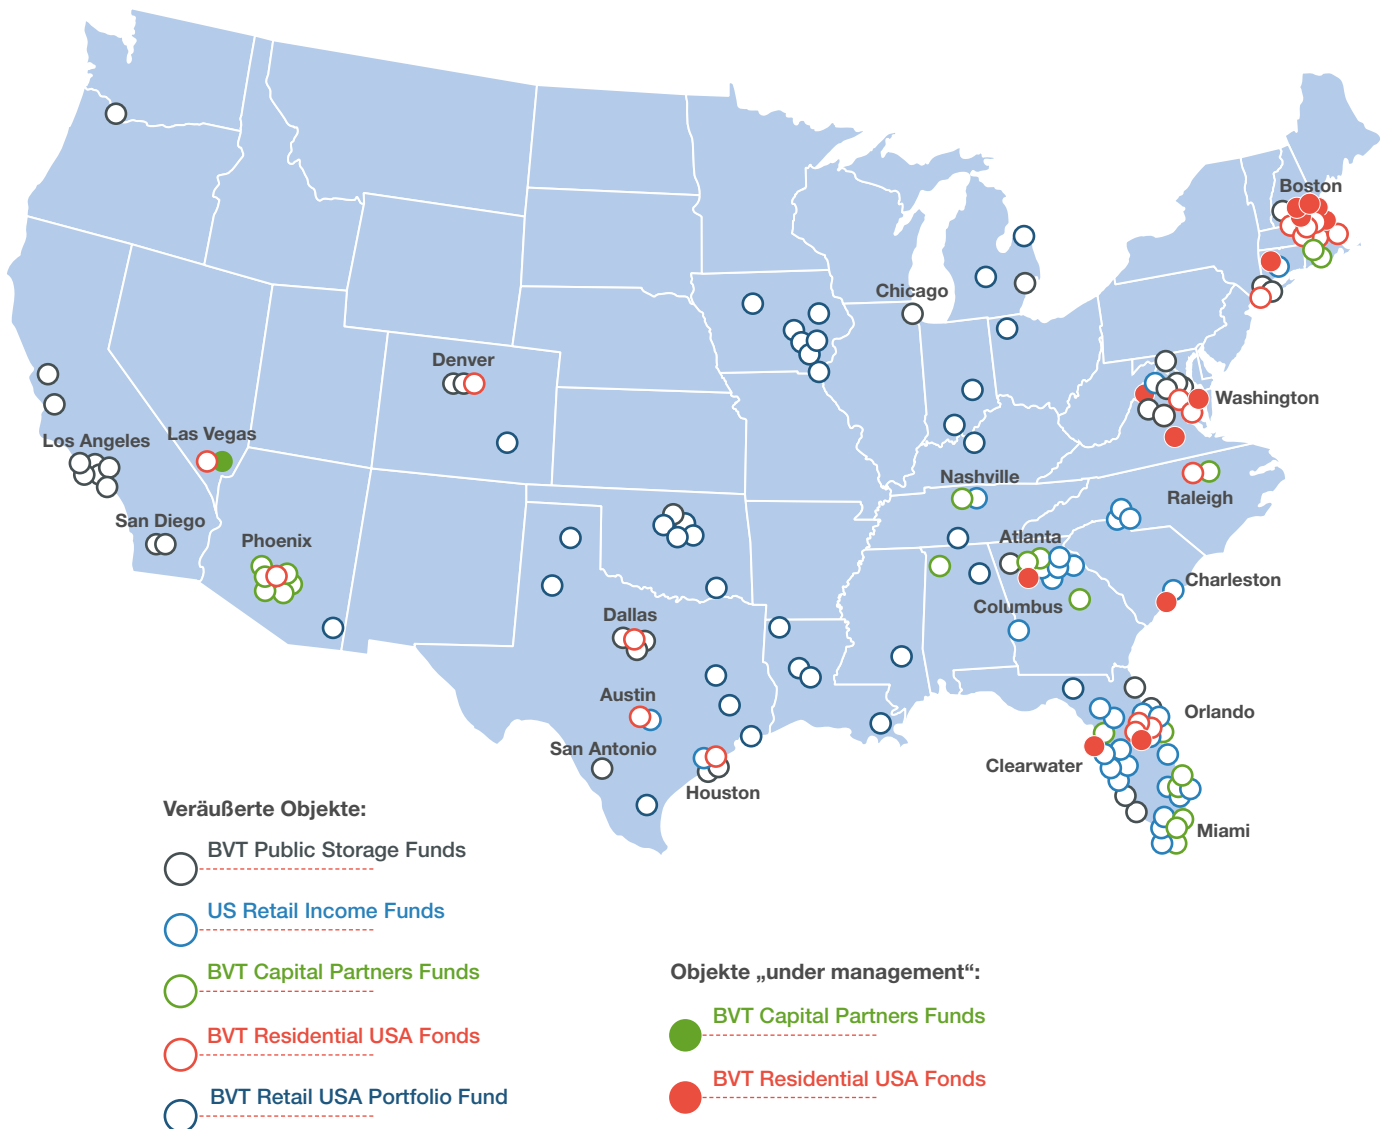 Boston
Chicago
Denver
Washington
Las Vegas
Los Angeles
Nashville
Raleigh
San Diego
Phoenix
Atlanta
Charleston
Columbus
Dallas
Austin
Orlando
San Antonio
Clearwater
Houston
Miami
Veräußerte Objekte:
BVT Public Storage Funds
US Retail Income Funds
BVT Capital Partners Funds
BVT Residential USA Fonds
BVT Retail USA Portfolio Fund
Objekte „under management“:
BVT Capital Partners Funds
BVT Residential USA Fonds